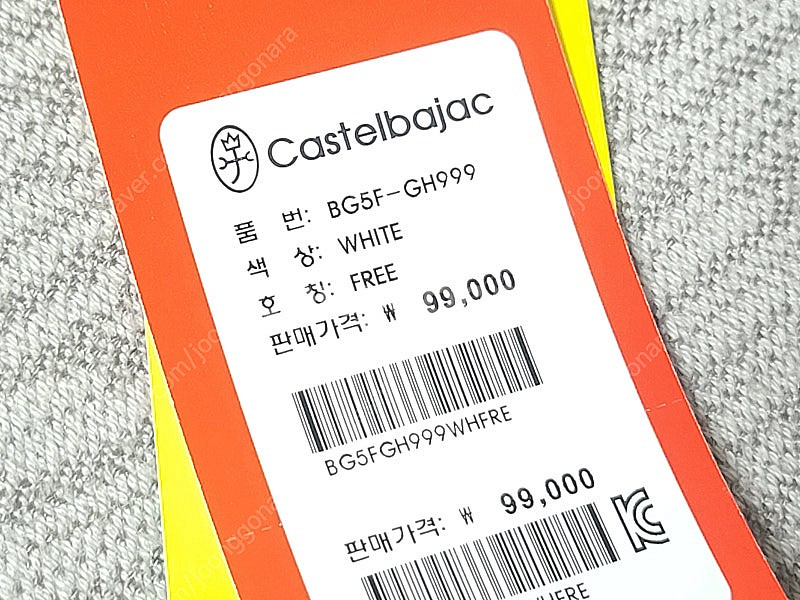 Castelbajac
품 번: BG5F-GH999
색 상: WHITE
호 칭: FREE
판매가격: ₩ 99,000
BG5FGH999WHFRE
판매가격: ₩ 99,000